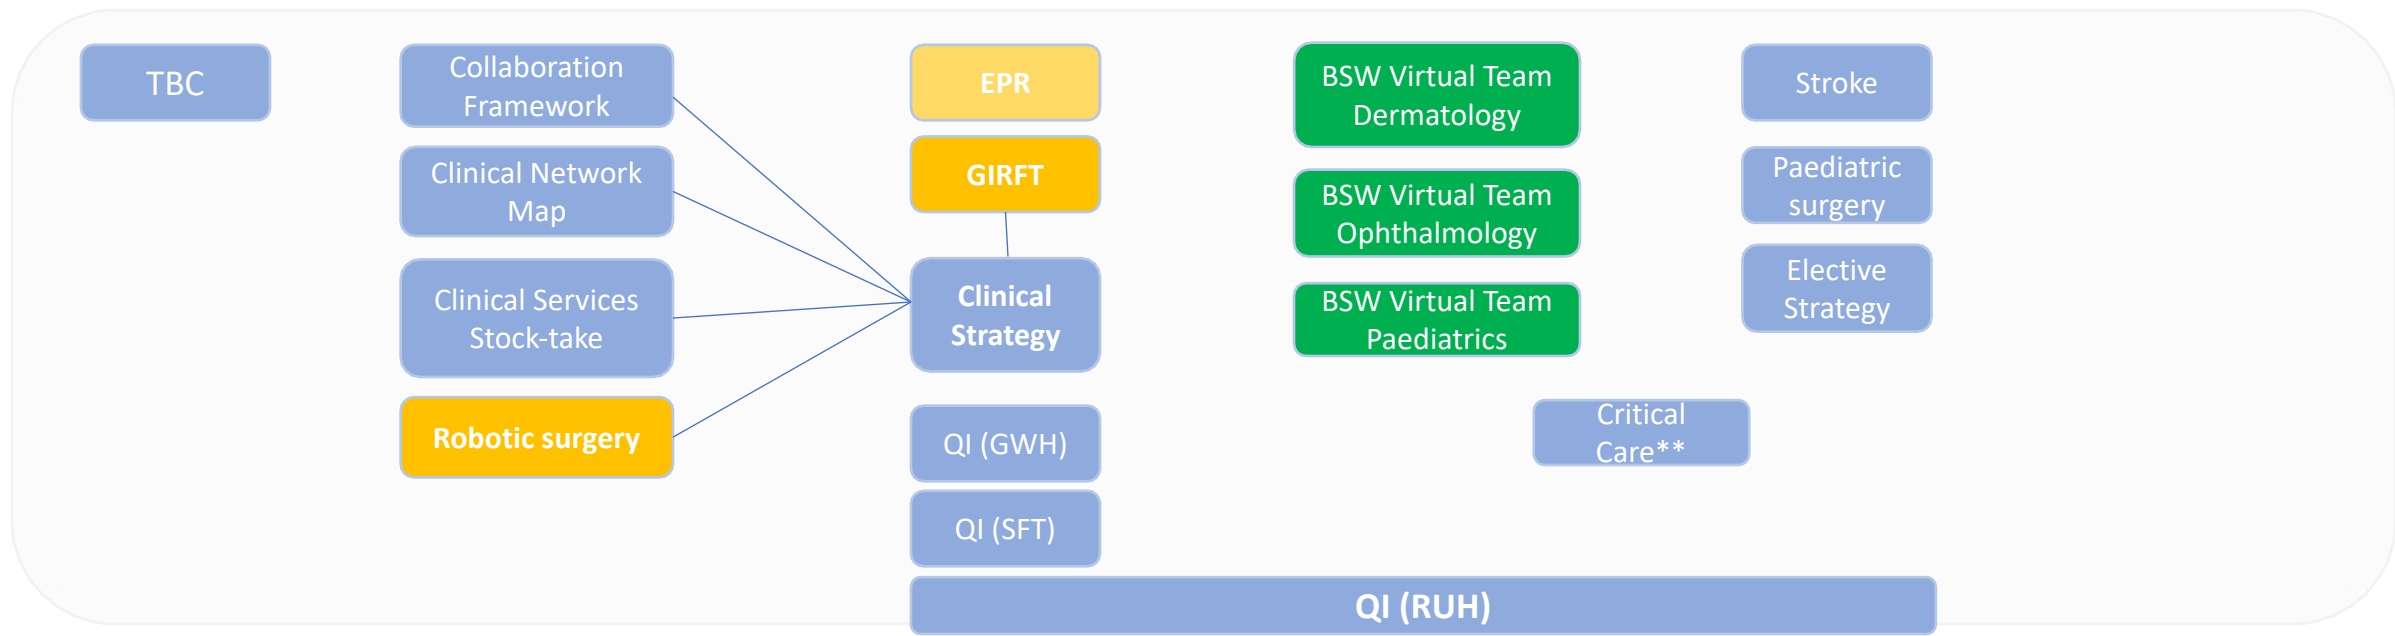 TBC
Collaboration
Framework
Clinical Network
Map
Clinical Services
Stock-take
Robotic surgery
EPR
GIRFT
Clinical
Strategy
QI (GWH)
QI (SFT)
QI (RUH)
BSW Virtual Team
Dermatology
BSW Virtual Team
Ophthalmology
BSW Virtual Team
Paediatrics
Critical
Care**
Stroke
Paediatric
surgery
Elective
Strategy